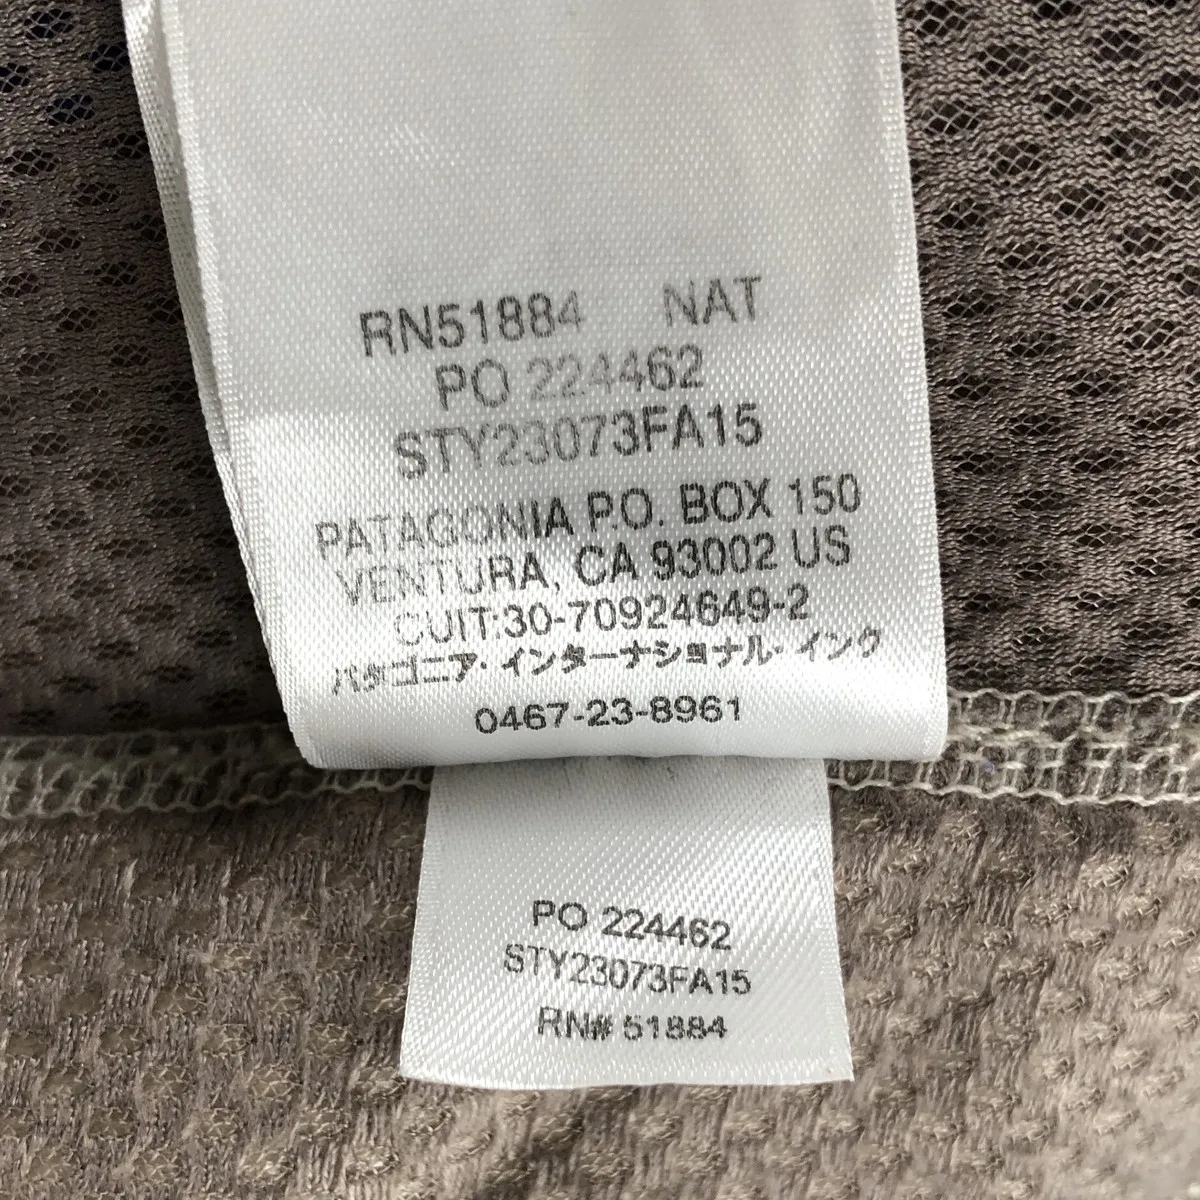 RN51884 NAT
PO 224462
STY23073FA15
PATAGONIA P.O. BOX 150
VENTURA, CA 93002 US
CUIT:30-70924649-2
パタゴニア・インターナショナル・インク
0467-23-8961
PO 224462
STY23073FA15
RN# 51884